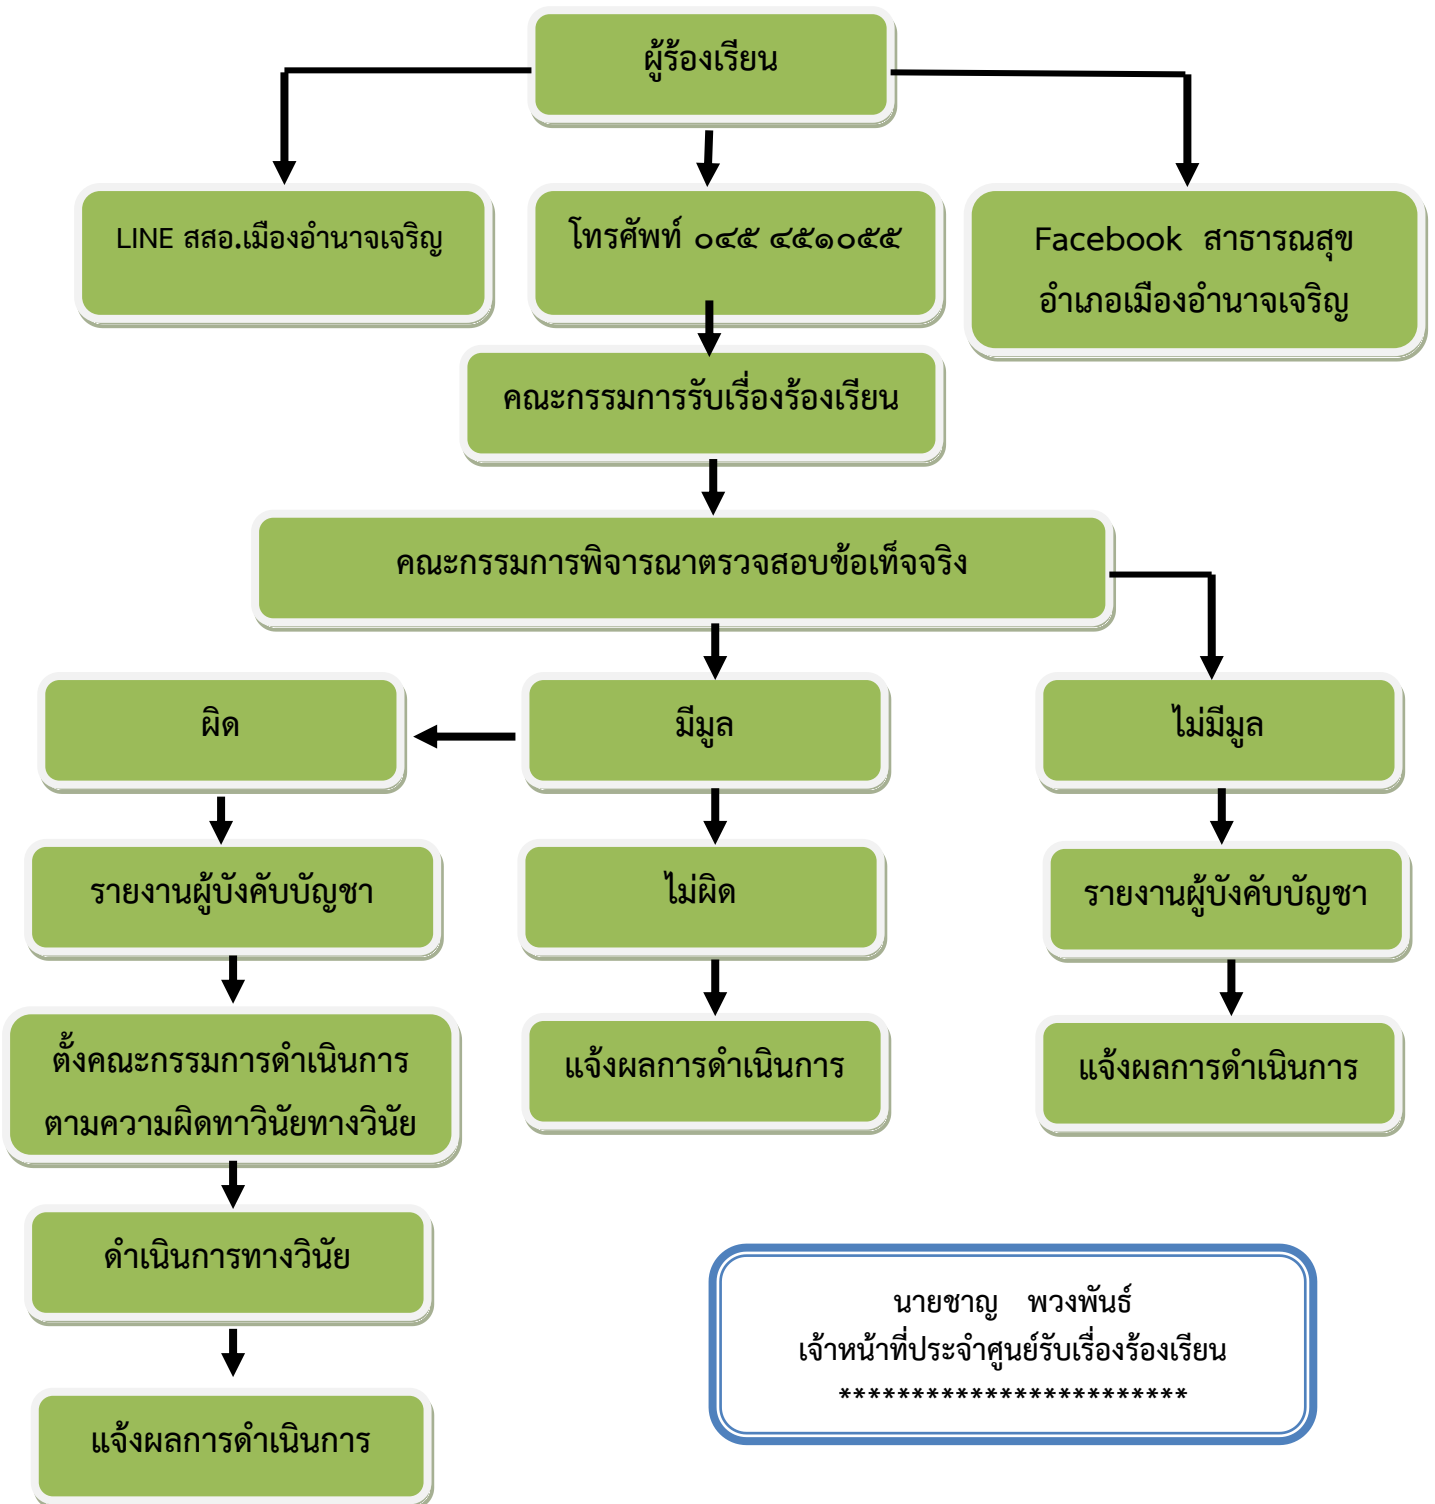 ผู้ร้องเรียน
LINE สสอ.เมืองอำนาจเจริญ
โทรศัพท์ ๐๔๕ ๔๕๑๐๕๕
Facebook สาธารณสุข
อำเภอเมืองอำนาจเจริญ
คณะกรรมการรับเรื่องร้องเรียน
คณะกรรมการพิจารณาตรวจสอบข้อเท็จจริง
ผิด
มีมูล
ไม่มีมูล
รายงานผู้บังคับบัญชา
ไม่ผิด
รายงานผู้บังคับบัญชา
ตั้งคณะกรรมการดำเนินการ
ตามความผิดทาวินัยทางวินัย
แจ้งผลการดำเนินการ
แจ้งผลการดำเนินการ
ดำเนินการทางวินัย
แจ้งผลการดำเนินการ
นายชาญ พวงพันธ์
เจ้าหน้าที่ประจำศูนย์รับเรื่องร้องเรียน
************************